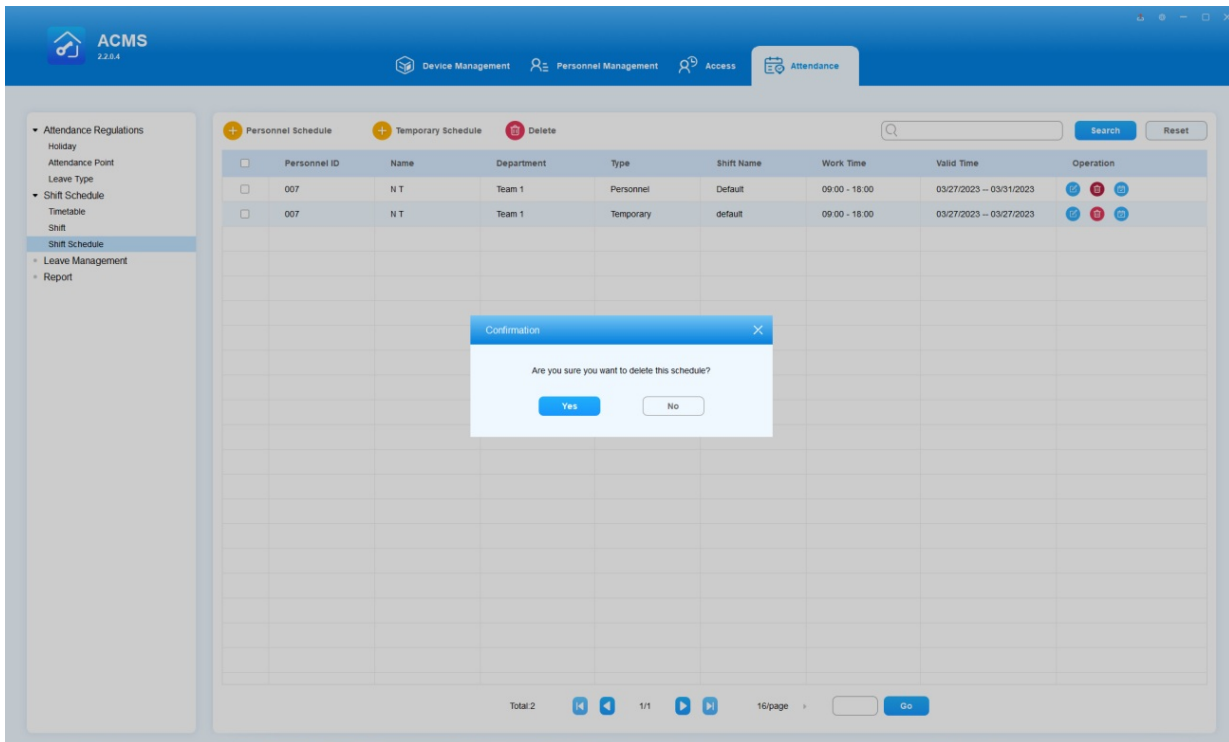 ACMS
2.2.0.4
Device Management Personnel Management Access Attendance
Attendance Regulations
Holiday
Attendance Point
Leave Type
Shift Schedule
Timetable
Shift
Shift Schedule
Leave Management
Report
Personnel Schedule Temporary Schedule Delete Search Reset
Personnel ID Name Department Type Shift Name Work Time Valid Time Operation
007 N T Team 1 Personnel Default 09:00 - 18:00 03/27/2023 -- 03/31/2023
007 N T Team 1 Temporary default 09:00 - 18:00 03/27/2023 -- 03/27/2023
Confirmation
Are you sure you want to delete this schedule?
Yes No
Total:2 1/1 16/page Go